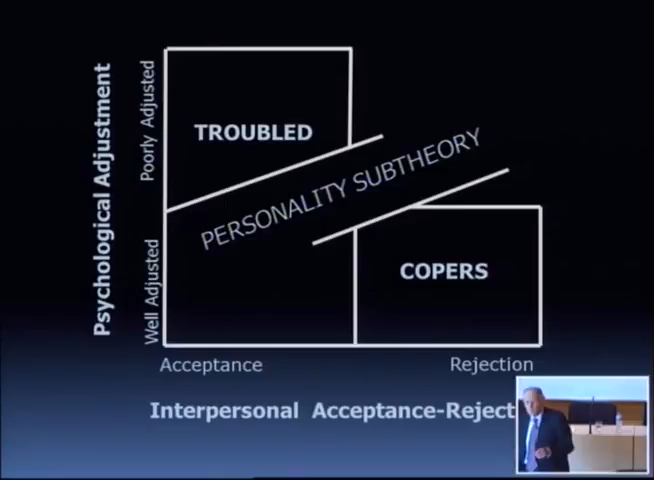 Psychological Adjustment
Poorly Adjusted
Well Adjusted
TROUBLED
PERSONALITY SUBTHEORY
COPERS
Acceptance
Rejection
Interpersonal Acceptance-Reject